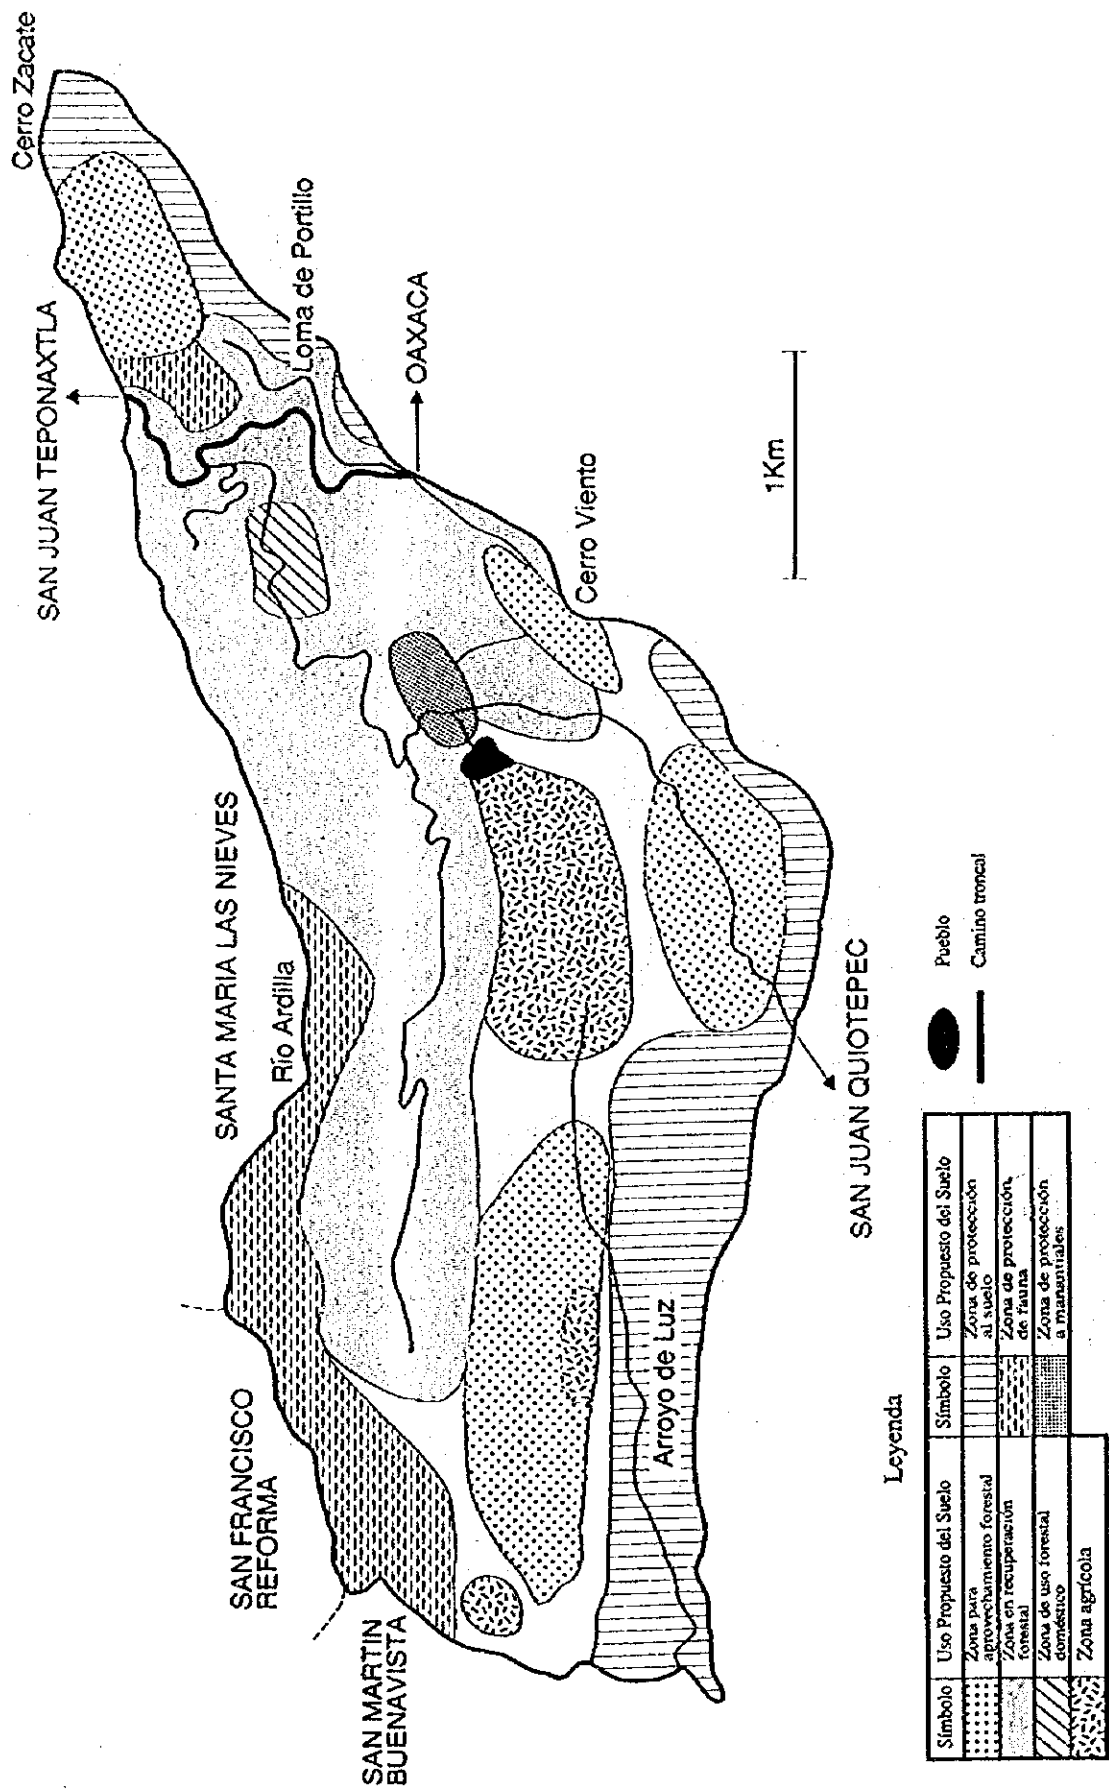 Cerro Zacate
SAN JUAN TEPONAXTLA
Loma de Portillo
OAXACA
Cerro Viento
1Km
SANTA MARIA LAS NIEVES
Río Ardilla
SAN FRANCISCO
REFORMA
SAN MARTIN
BUENAVISTA
Arroyo de Luz
SAN JUAN QUIOTEPEC
Leyenda
Símbolo
Uso Propuesto del Suelo
Símbolo
Uso Propuesto del Suelo
Zona para
aprovechamiento forestal
Zona de protección
al suelo
Zona en recuperación
forestal
Zona de protección
de fauna
Zona de uso forestal
doméstico
Zona de protección
a manantiales
Zona agrícola
Pueblo
Camino troncal